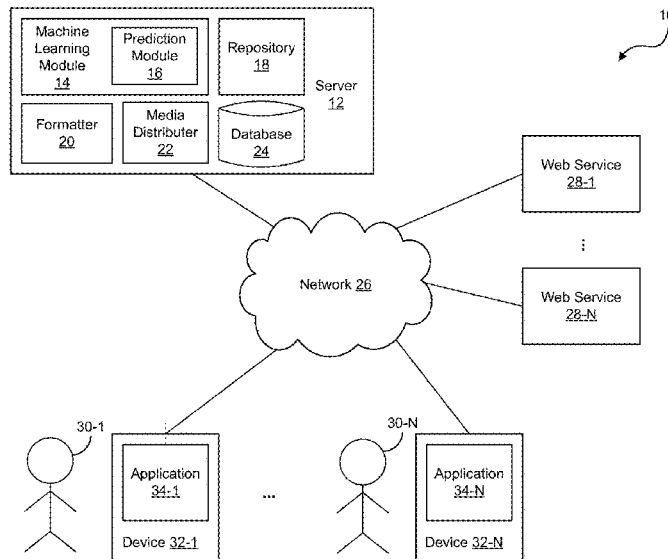 Machine
Learning
Module
14
Prediction
Module
16
Repository
18
Server
12
Formatter
20
Media
Distributer
22
Database
24
10
Web Service
28-1
⋮
Web Service
28-N
Network 26
30-1
Application
34-1
Device 32-1
...
30-N
Application
34-N
Device 32-N